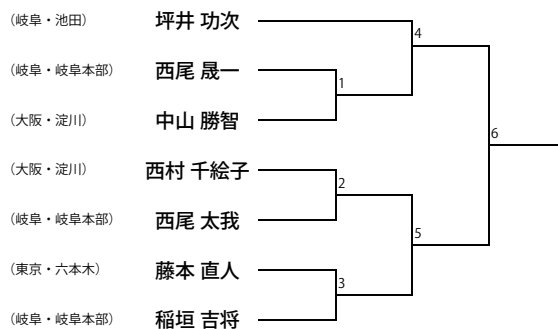 （岐阜・池田） 坪井 功次
4
（岐阜・岐阜本部） 西尾 晟一
1
（大阪・淀川） 中山 勝智
6
（大阪・淀川） 西村 千絵子
2
（岐阜・岐阜本部） 西尾 太我
5
（東京・六本木） 藤本 直人
3
（岐阜・岐阜本部） 稲垣 吉将